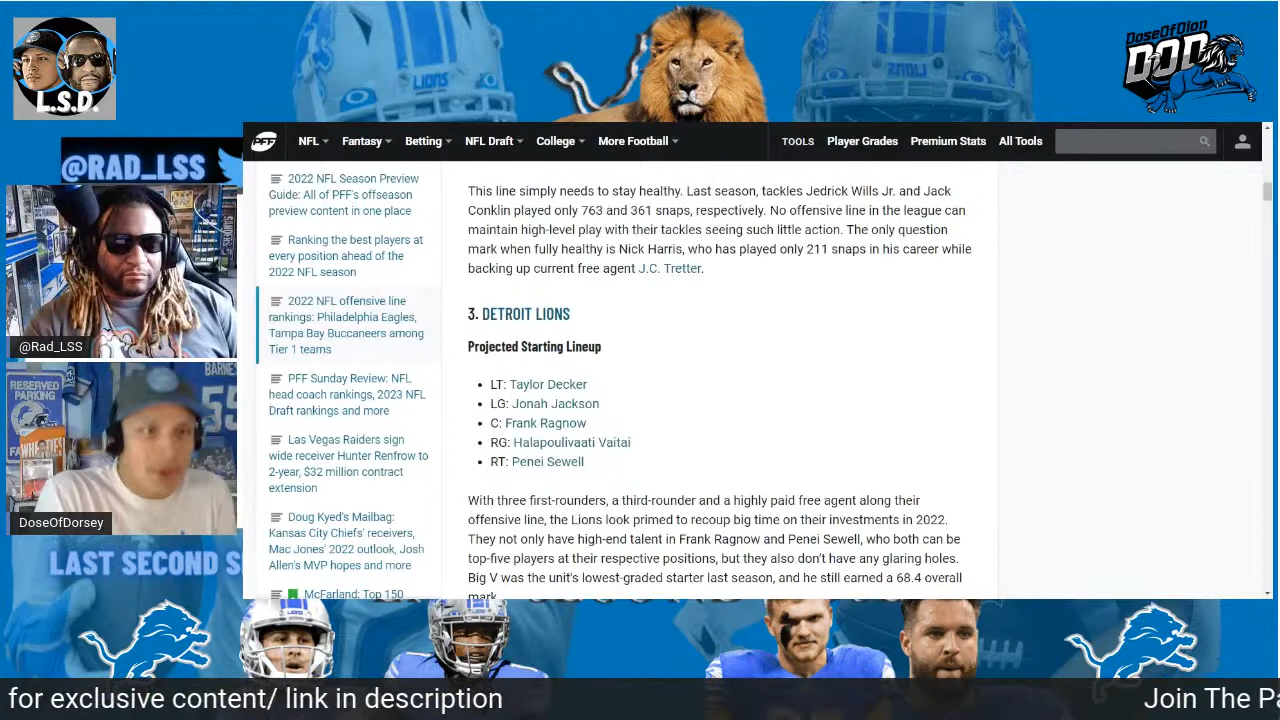 L.S.D.
DoseOfDion
DOD
LIONS
@RAD_LSS
PFF
NFL
Fantasy
Betting
NFL Draft
College
More Football
TOOLS
Player Grades
Premium Stats
All Tools
2022 NFL Season Preview
Guide: All of PFF's offseason
preview content in one place
Ranking the best players at
every position ahead of the
2022 NFL season
2022 NFL offensive line
rankings: Philadelphia Eagles,
Tampa Bay Buccaneers among
Tier 1 teams
PFF Sunday Review: NFL
head coach rankings, 2023 NFL
Draft rankings and more
Las Vegas Raiders sign
wide receiver Hunter Renfrow to
2-year, $32 million contract
extension
Doug Kyed's Mailbag:
Kansas City Chiefs' receivers,
Mac Jones' 2022 outlook, Josh
Allen's MVP hopes and more
McFarland: Top 150
This line simply needs to stay healthy. Last season, tackles Jedrick Wills Jr. and Jack
Conklin played only 763 and 361 snaps, respectively. No offensive line in the league can
maintain high-level play with their tackles seeing such little action. The only question
mark when fully healthy is Nick Harris, who has played only 211 snaps in his career while
backing up current free agent J.C. Tretter.
3. DETROIT LIONS
Projected Starting Lineup
• LT: Taylor Decker
• LG: Jonah Jackson
• C: Frank Ragnow
• RG: Halapoulivaati Vaitai
• RT: Penei Sewell
With three first-rounders, a third-rounder and a highly paid free agent along their
offensive line, the Lions look primed to recoup big time on their investments in 2022.
They not only have high-end talent in Frank Ragnow and Penei Sewell, who both can be
top-five players at their respective positions, but they also don't have any glaring holes.
Big V was the unit's lowest-graded starter last season, and he still earned a 68.4 overall
mark.
@Rad_LSS
RESERVED
PARKING
BARNES
55
DoseOfDorsey
LAST SECOND S
for exclusive content/ link in description
Join The Pa